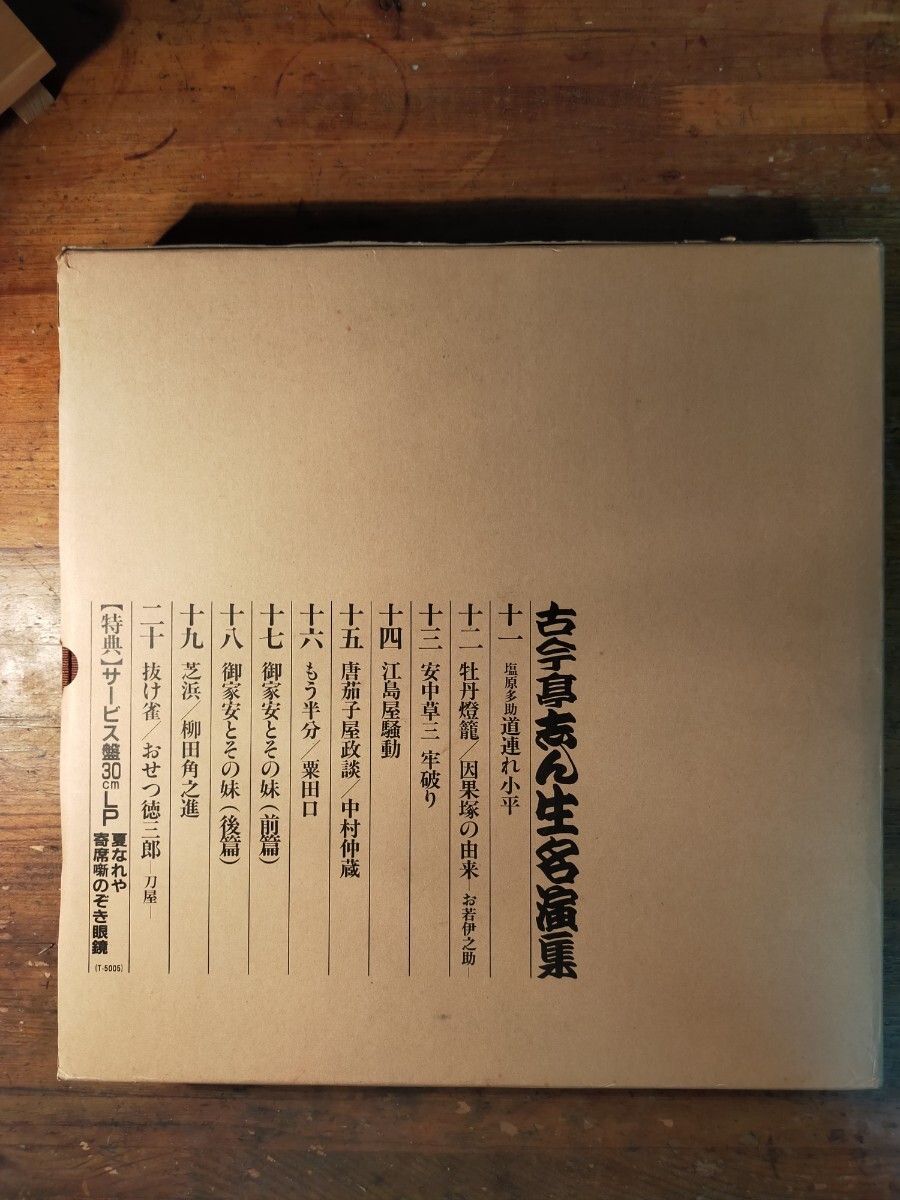 古今亭志ん生名演集
十一 塩原多助 道連れ小平
十二 牡丹燈籠/因果塚の由来―お若伊之助―
十三 安中草三 牢破り
十四 江島屋騒動
十五 唐茄子屋政談/中村仲蔵
十六 もう半分/粟田口
十七 御家安とその妹(前篇)
十八 御家安とその妹(後篇)
十九 芝浜/柳田角之進
二十 抜け雀/おせつ徳三郎―刀屋―
【特典】サービス盤30cmLP 夏なれや
寄席噺のぞき眼鏡
(T-5005)